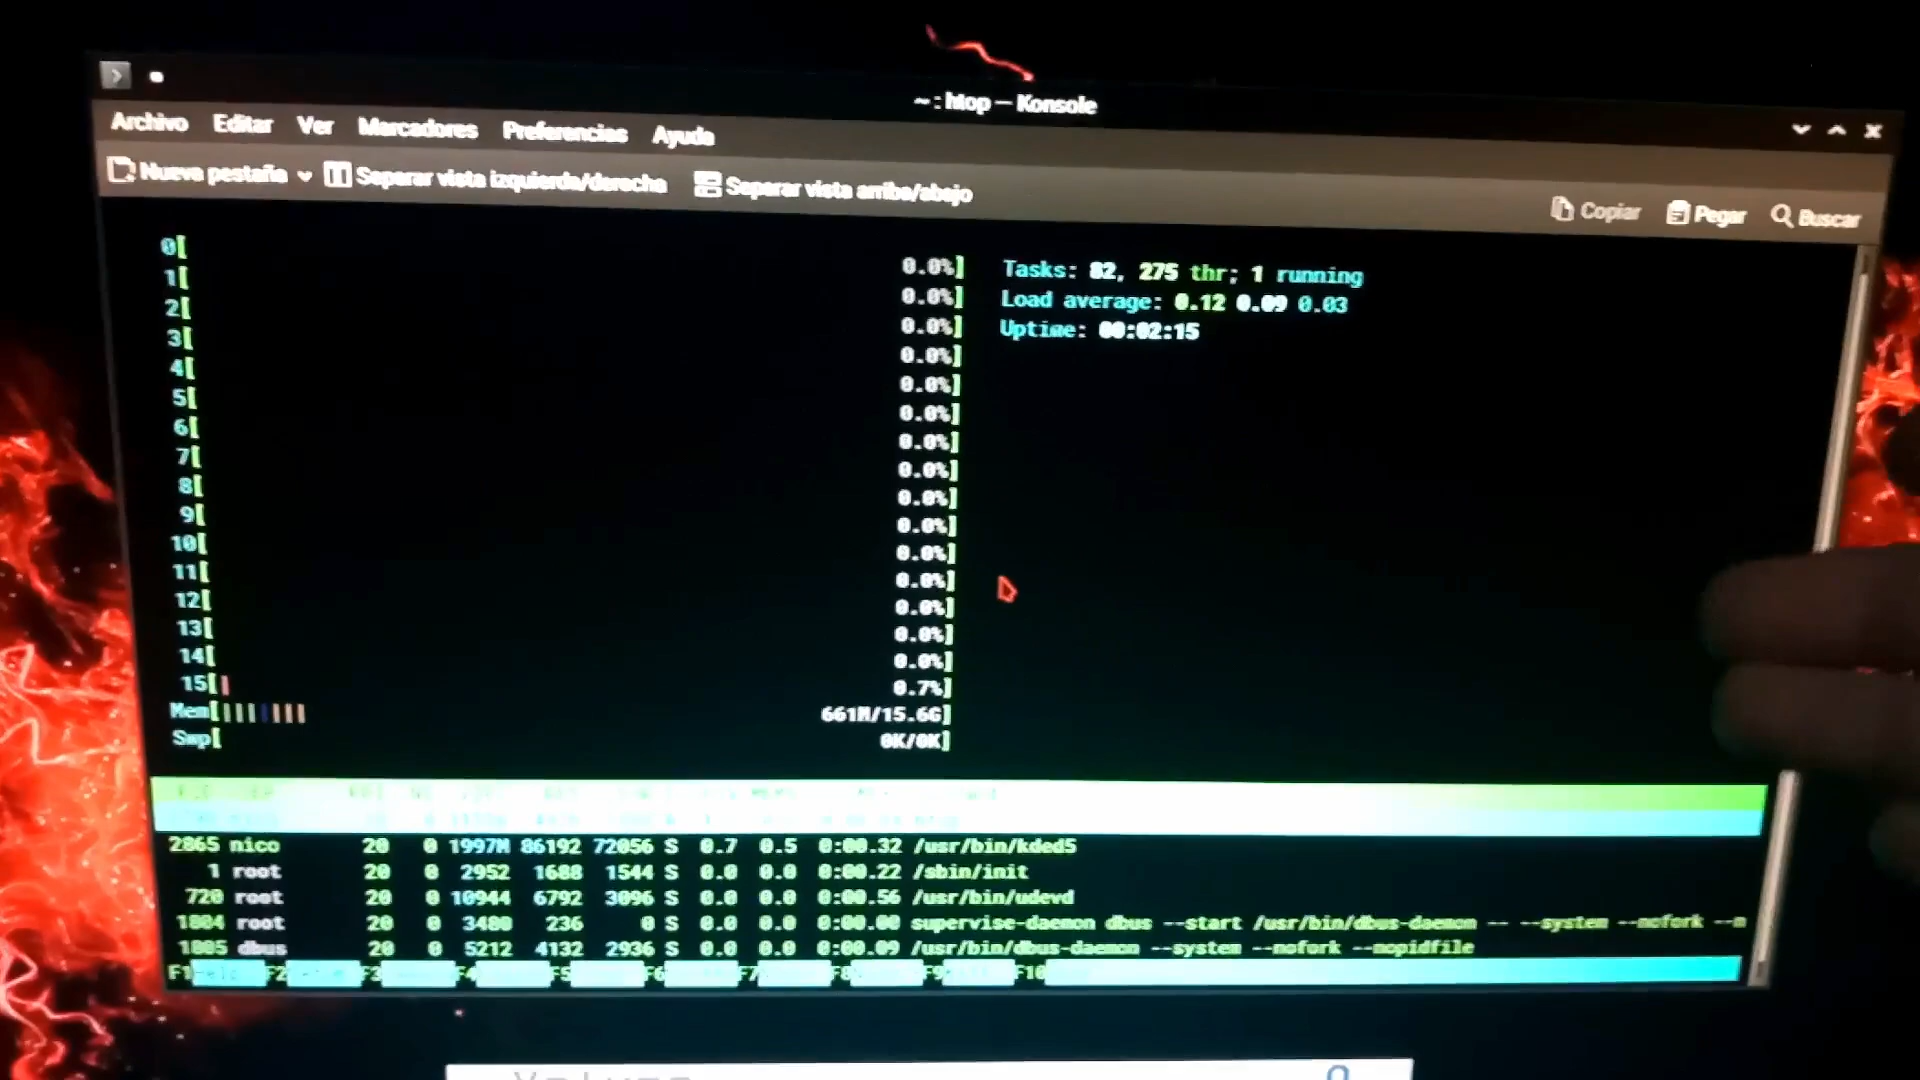 ~ : htop — Konsole
Archivo Editar Ver Marcadores Preferencias Ayuda
Nueva pestaña Separar vista izquierda/derecha Separar vista arriba/abajo Copiar Pegar Buscar
0[ 0.0%] Tasks: 82, 275 thr; 1 running
1[ 0.0%] Load average: 0.12 0.09 0.03
2[ 0.0%] Uptime: 00:02:15
3[ 0.0%]
4[ 0.0%]
5[ 0.0%]
6[ 0.0%]
7[ 0.0%]
8[ 0.0%]
9[ 0.0%]
10[ 0.0%]
11[ 0.0%]
12[ 0.0%]
13[ 0.0%]
14[ 0.0%]
15[| 0.7%]
Mem[|||||||| 661M/15.6G]
Swp[ 0K/0K]
2865 nico 20 0 1997M 86192 72056 S 0.7 0.5 0:00.32 /usr/bin/kded5
1 root 20 0 2952 1688 1544 S 0.0 0.0 0:00.22 /sbin/init
720 root 20 0 10944 6792 3096 S 0.0 0.0 0:00.56 /usr/bin/udevd
1804 root 20 0 3480 236 0 S 0.0 0.0 0:00.00 supervise-daemon dbus --start /usr/bin/dbus-daemon -- --system --nofork --n
1805 dbus 20 0 5212 4132 2936 S 0.0 0.0 0:00.09 /usr/bin/dbus-daemon --system --nofork --nopidfile
F1 F2 F3 F4 F5 F6 F7 F8 F9 F10